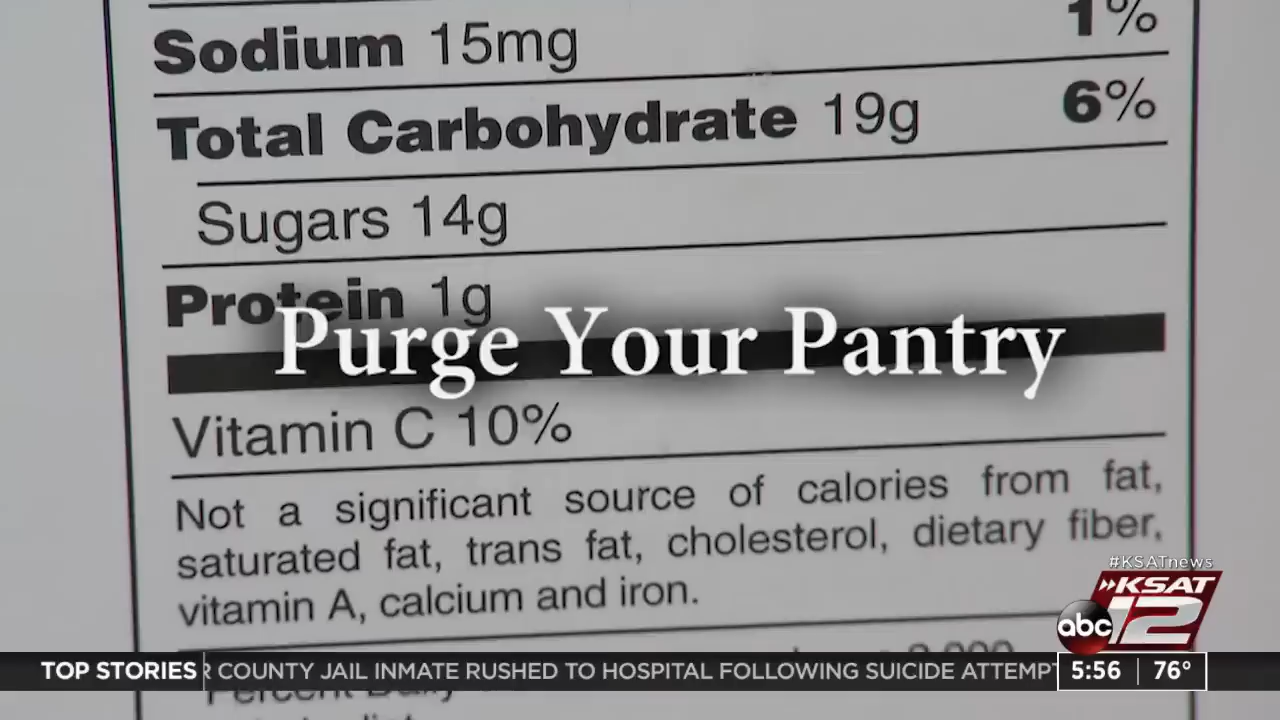 1%
Sodium 15mg
Total Carbohydrate 19g 6%
Sugars 14g
Protein 1g
Purge Your Pantry
Vitamin C 10%
Not a significant source of calories from fat,
saturated fat, trans fat, cholesterol, dietary fiber,
vitamin A, calcium and iron.
#KSATnews
KSAT
abc 12
TOP STORIES R COUNTY JAIL INMATE RUSHED TO HOSPITAL FOLLOWING SUICIDE ATTEMPT 5:56 76°
Percent Daily